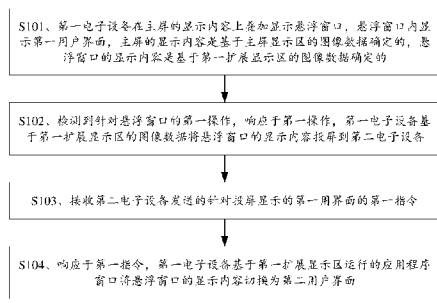 S101、第一电子设备在主屏的显示内容上叠加显示悬浮窗口，悬浮窗口内显
示第一用户界面，主屏的显示内容是基于主屏显示区的图像数据确定的，悬
浮窗口的显示内容是基于第一扩展显示区的图像数据确定的
S102、检测到针对悬浮窗口的第一操作，响应于第一操作，第一电子设备基
于第一扩展显示区的图像数据将悬浮窗口的显示内容投屏到第二电子设备
S103、接收第二电子设备发送的针对投屏显示的第一用界面的第一指令
S104、响应于第一指令，第一电子设备基于第一扩展显示区运行的应用程序
窗口将悬浮窗口的显示内容切换为第二用户界面